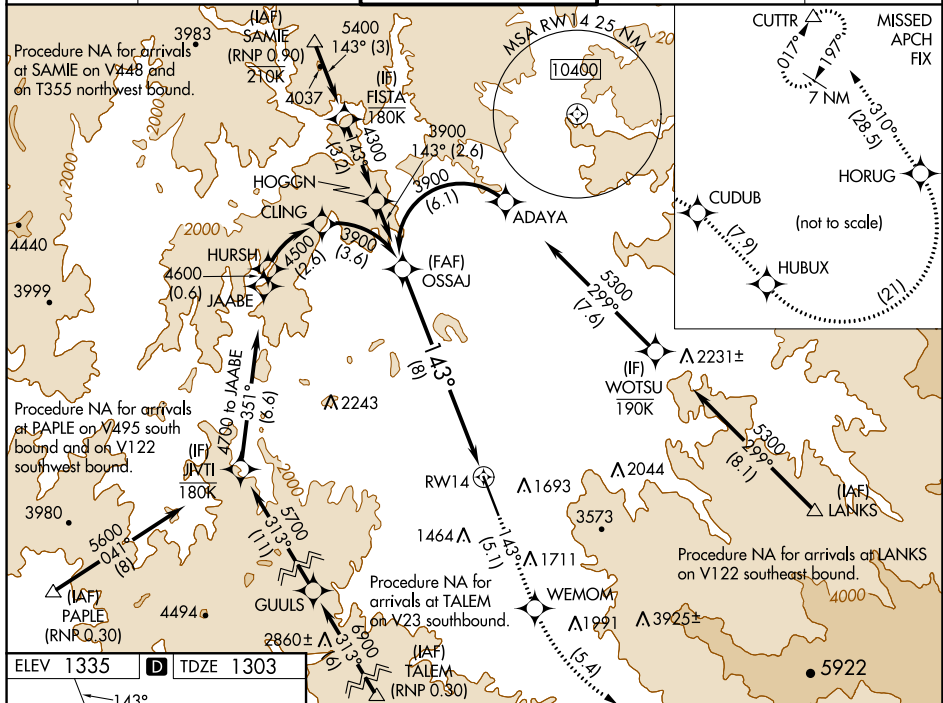 Procedure NA for arrivals
at SAMIE on V448 and
on T355 northwest bound.
3983
(IAF)
SAMIE
(RNP 0.90)
210K
5400
143° (3)
4037
(IF)
FISTA
180K
4300
143°
(3.2)
3900
143° (2.6)
HOGGN
CLING
3900
(6.1)
ADAYA
MSA RW 14 25 NM
10400
CUTTR
017°
197°
7 NM
MISSED
APCH
FIX
310°
(28.5)
HORUG
CUDUB
(not to scale)
(7.9)
HUBUX
(21)
2000
2000
2000
4440
3999
HURSH
4600
(0.6)
JAABE
4500
(2.6)
3900
(3.6)
(FAF)
OSSAJ
5300
299°
(7.6)
(IF)
WOTSU
190K
2231±
143°
(8)
4700 to JAABE
351°
(6.6)
2243
Procedure NA for arrivals
at PAPLE on V495 south
bound and on V122
southwest bound.
(IF)
JIVTI
180K
2000
5300
299°
(8.1)
(IAF)
LANKS
RW14
1693
2044
3573
3980
5600
041°
(8)
5700
313°
(11)
1464
143°
(5.1)
1711
Procedure NA for arrivals at LANKS
on V122 southeast bound.
2000
4000
(IAF)
PAPLE
(RNP 0.30)
GUULS
Procedure NA for
arrivals at TALEM
on V23 southbound.
WEMOM
4494
2860±
6900
313°
(6)
(IAF)
TALEM
(RNP 0.30)
1991
3925±
(5.4)
5922
ELEV 1335 D TDZE 1303
143°